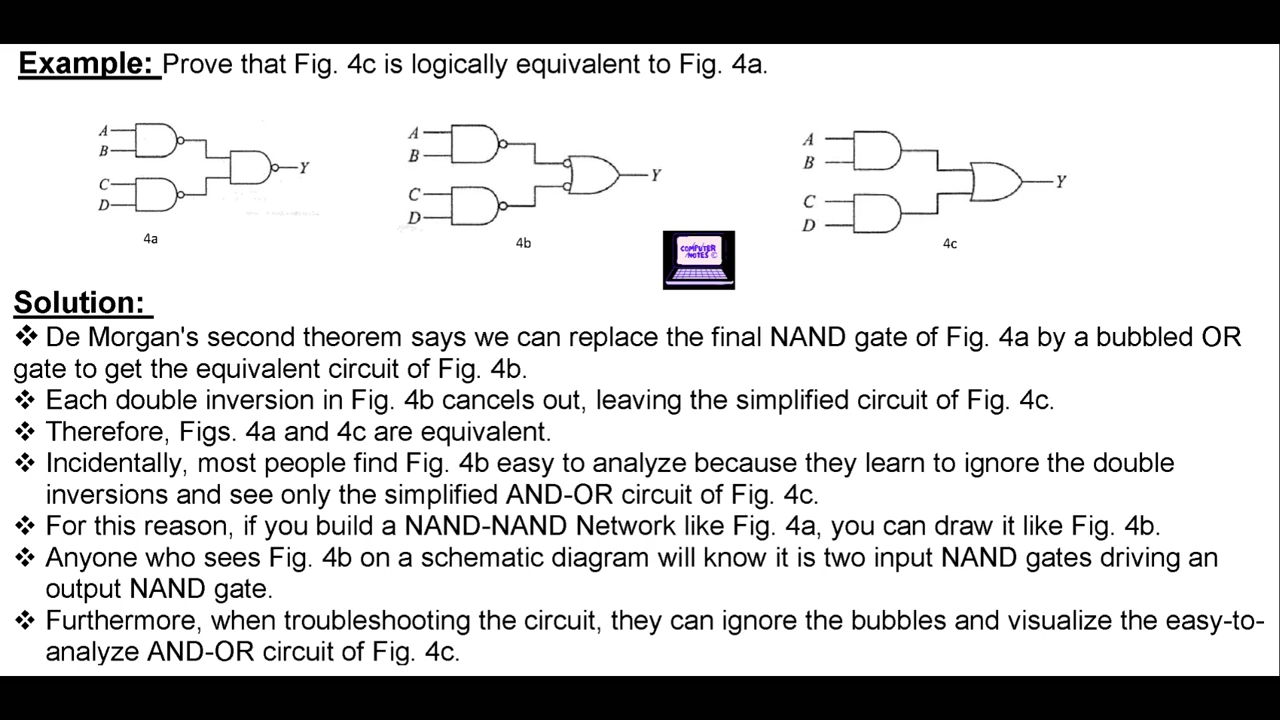 Example: Prove that Fig. 4c is logically equivalent to Fig. 4a.
A
B
C
D
Y
4a
A
B
C
D
Y
4b
A
B
C
D
Y
4c
COMPUTER
NOTES ©
Solution:
❖ De Morgan's second theorem says we can replace the final NAND gate of Fig. 4a by a bubbled OR
gate to get the equivalent circuit of Fig. 4b.
❖ Each double inversion in Fig. 4b cancels out, leaving the simplified circuit of Fig. 4c.
❖ Therefore, Figs. 4a and 4c are equivalent.
❖ Incidentally, most people find Fig. 4b easy to analyze because they learn to ignore the double
inversions and see only the simplified AND-OR circuit of Fig. 4c.
❖ For this reason, if you build a NAND-NAND Network like Fig. 4a, you can draw it like Fig. 4b.
❖ Anyone who sees Fig. 4b on a schematic diagram will know it is two input NAND gates driving an
output NAND gate.
❖ Furthermore, when troubleshooting the circuit, they can ignore the bubbles and visualize the easy-to-
analyze AND-OR circuit of Fig. 4c.